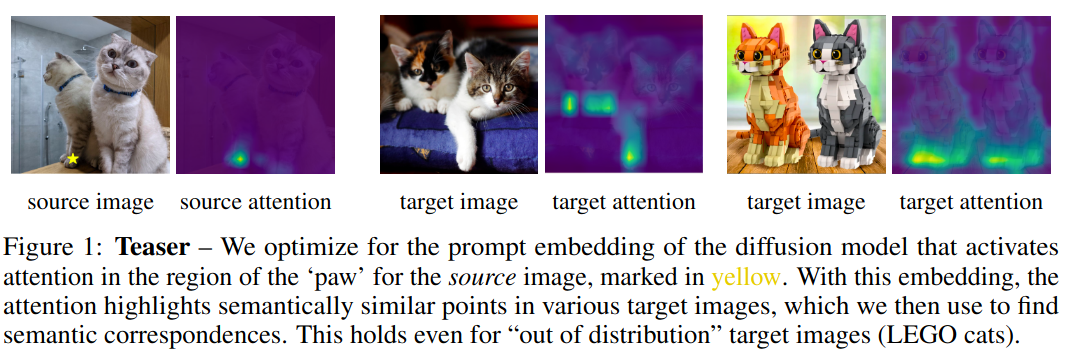 source image source attention target image target attention target image target attention
Figure 1: Teaser – We optimize for the prompt embedding of the diffusion model that activates
attention in the region of the ‘paw’ for the source image, marked in yellow. With this embedding, the
attention highlights semantically similar points in various target images, which we then use to find
semantic correspondences. This holds even for “out of distribution” target images (LEGO cats).